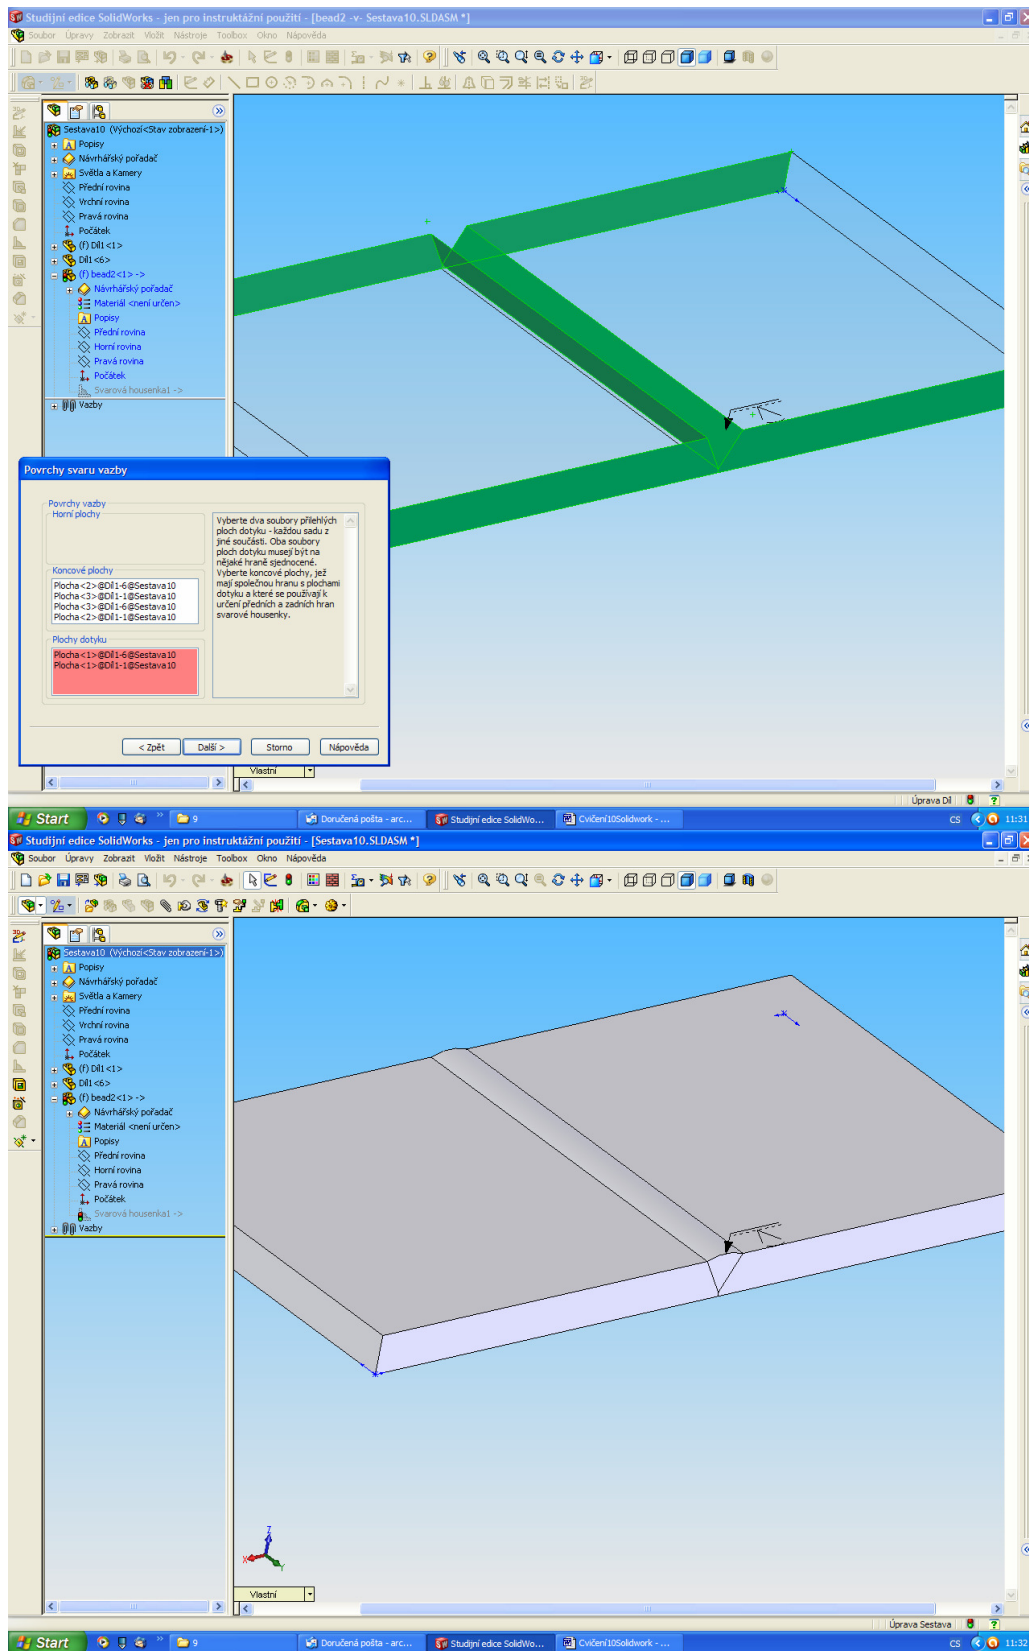 Studijní edice SolidWorks - jen pro instruktážní použití - [bead2 -v- Sestava10.SLDASM *]
Soubor Úpravy Zobrazit Vložit Nástroje Toolbox Okno Nápověda
Sestava10 (Výchozí<Stav zobrazení-1>)
Popisy
Návrhářský pořadač
Světla a Kamery
Přední rovina
Vrchní rovina
Pravá rovina
Počátek
(f) Díl1<1>
Díl1<6>
(f) bead2<1> ->
Návrhářský pořadač
Materiál <není určen>
Popisy
Přední rovina
Horní rovina
Pravá rovina
Počátek
Svarová housenka1 ->
Vazby
Povrchy svaru vazby
Povrchy vazby
Horní plochy
Koncové plochy
Plocha<2>@Díl1-6@Sestava10
Plocha<3>@Díl1-1@Sestava10
Plocha<3>@Díl1-6@Sestava10
Plocha<2>@Díl1-1@Sestava10
Plochy dotyku
Plocha<1>@Díl1-6@Sestava10
Plocha<1>@Díl1-1@Sestava10
Vyberte dva soubory přilehlých
ploch dotyku - každou sadu z
jiné součásti. Oba soubory
ploch dotyku musejí být na
nějaké hraně sjednocené.
Vyberte koncové plochy, jež
mají společnou hranu s plochami
dotyku a které se používají k
určení předních a zadních hran
svarové housenky.
< Zpět Další > Storno Nápověda
Vlastní
Úprava Díl
Start 9 Doručená pošta - arc... Studijní edice SolidWo... Cvičení10Solidwork - ... CS 11:31
Studijní edice SolidWorks - jen pro instruktážní použití - [Sestava10.SLDASM *]
Soubor Úpravy Zobrazit Vložit Nástroje Toolbox Okno Nápověda
Sestava10 (Výchozí<Stav zobrazení-1>)
Popisy
Návrhářský pořadač
Světla a Kamery
Přední rovina
Vrchní rovina
Pravá rovina
Počátek
(f) Díl1<1>
Díl1<6>
(f) bead2<1> ->
Návrhářský pořadač
Materiál <není určen>
Popisy
Přední rovina
Horní rovina
Pravá rovina
Počátek
Svarová housenka1 ->
Vazby
Z
X
Y
Vlastní
Úprava Sestava
Start 9 Doručená pošta - arc... Studijní edice SolidWo... Cvičení10Solidwork - ... CS 11:32